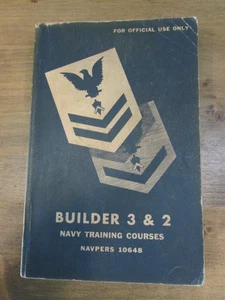 FOR OFFICIAL USE ONLY
BUILDER 3 & 2
NAVY TRAINING COURSES
NAVPERS 10648